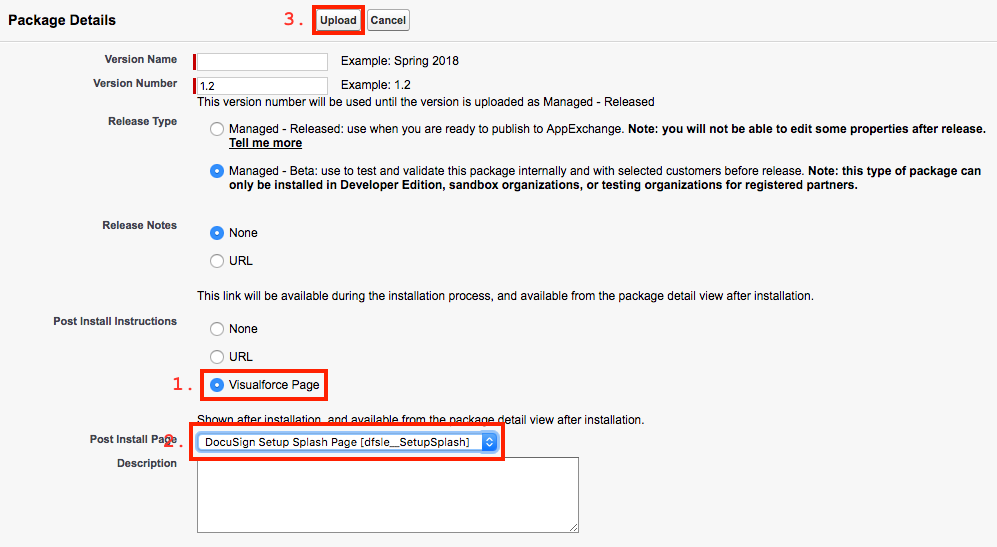 Package Details
3. Upload Cancel
Version Name Example: Spring 2018
Version Number 1.2 Example: 1.2
This version number will be used until the version is uploaded as Managed - Released
Release Type
Managed - Released: use when you are ready to publish to AppExchange. Note: you will not be able to edit some properties after release.
Tell me more
Managed - Beta: use to test and validate this package internally and with selected customers before release. Note: this type of package can
only be installed in Developer Edition, sandbox organizations, or testing organizations for registered partners.
Release Notes
None
URL
This link will be available during the installation process, and available from the package detail view after installation.
Post Install Instructions
None
URL
1. Visualforce Page
Shown after installation, and available from the package detail view after installation.
Post Install Page 2. DocuSign Setup Splash Page [dfsle__SetupSplash]
Description